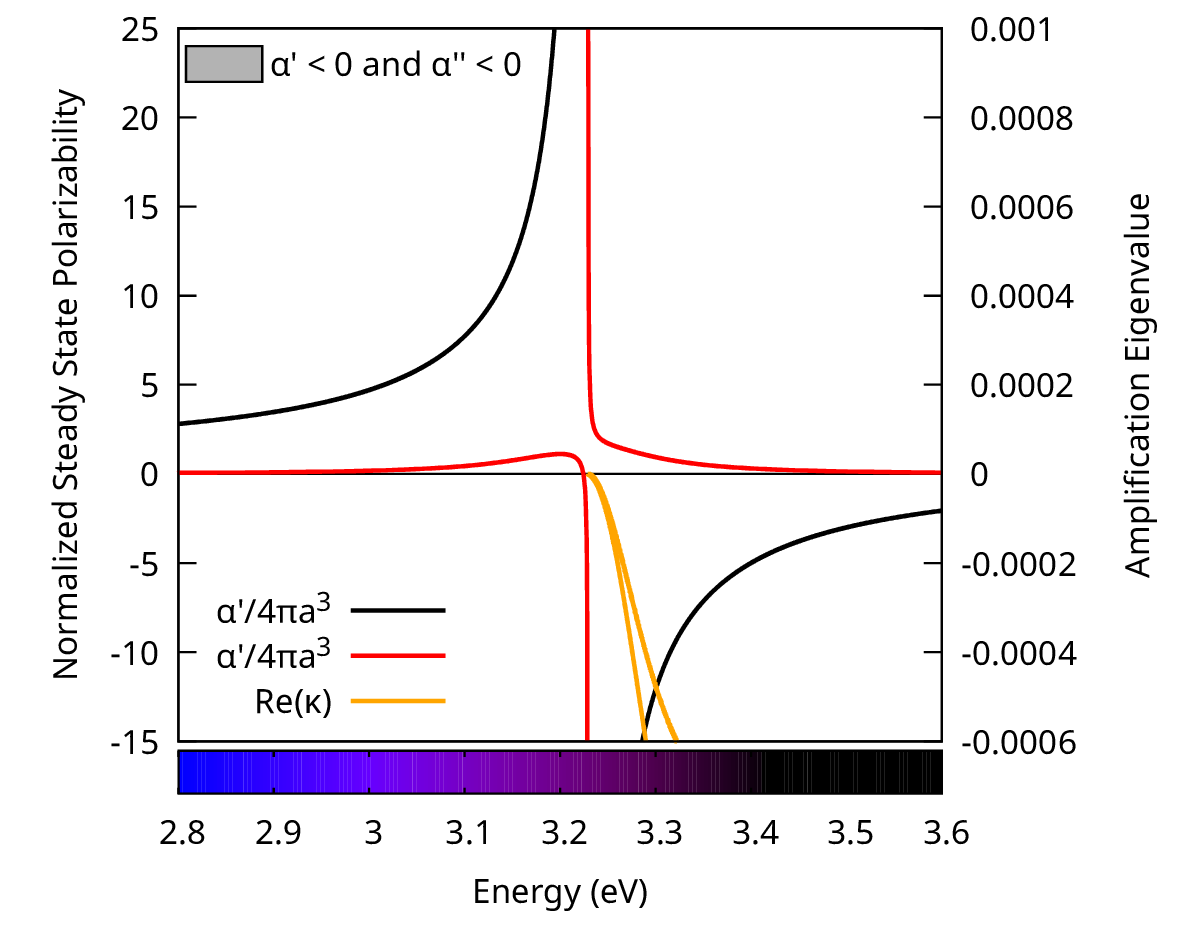 α' < 0 and α'' < 0
25
20
15
10
5
0
-5
-10
-15
Normalized Steady State Polarizability
0.001
0.0008
0.0006
0.0004
0.0002
0
-0.0002
-0.0004
-0.0006
Amplification Eigenvalue
α'/4πa³
α'/4πa³
Re(κ)
2.8 2.9 3 3.1 3.2 3.3 3.4 3.5 3.6
Energy (eV)